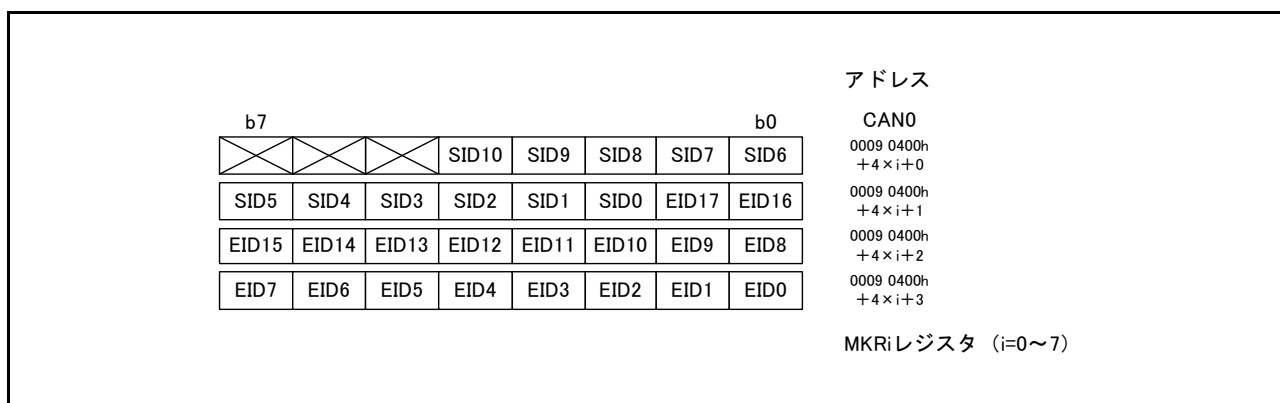 アドレス
b7 b0 CAN0
SID10 SID9 SID8 SID7 SID6 0009 0400h
+4×i+0
SID5 SID4 SID3 SID2 SID1 SID0 EID17 EID16 0009 0400h
+4×i+1
EID15 EID14 EID13 EID12 EID11 EID10 EID9 EID8 0009 0400h
+4×i+2
EID7 EID6 EID5 EID4 EID3 EID2 EID1 EID0 0009 0400h
+4×i+3
MKRiレジスタ（i=0～7）